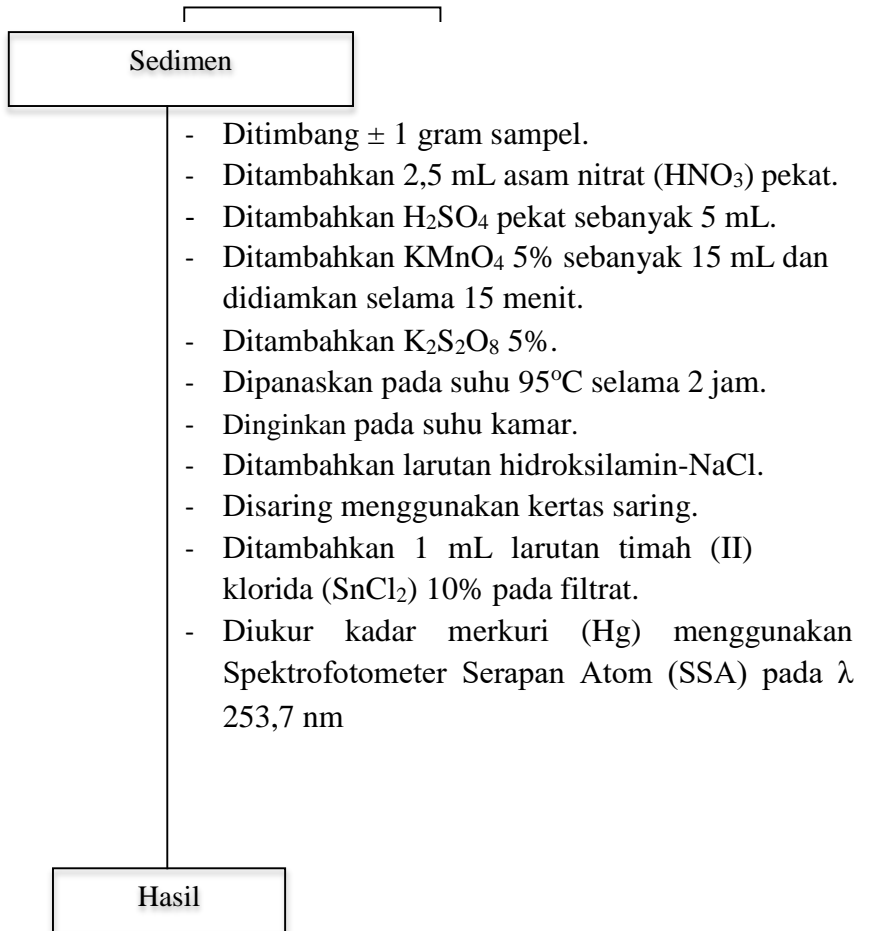 Sedimen
- Ditimbang ± 1 gram sampel.
- Ditambahkan 2,5 mL asam nitrat (HNO₃) pekat.
- Ditambahkan H₂SO₄ pekat sebanyak 5 mL.
- Ditambahkan KMnO₄ 5% sebanyak 15 mL dan
didiamkan selama 15 menit.
- Ditambahkan K₂S₂O₈ 5%.
- Dipanaskan pada suhu 95ºC selama 2 jam.
- Dinginkan pada suhu kamar.
- Ditambahkan larutan hidroksilamin-NaCl.
- Disaring menggunakan kertas saring.
- Ditambahkan 1 mL larutan timah (II)
klorida (SnCl₂) 10% pada filtrat.
- Diukur kadar merkuri (Hg) menggunakan
Spektrofotometer Serapan Atom (SSA) pada λ
253,7 nm
Hasil